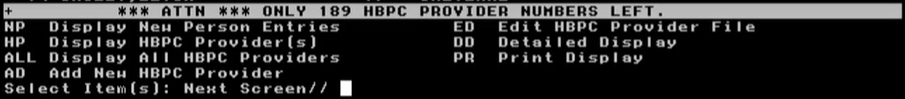 + *** ATTN *** ONLY 189 HBPC PROVIDER NUMBERS LEFT.
NP Display New Person Entries ED Edit HBPC Provider File
HP Display HBPC Provider(s) DD Detailed Display
ALL Display All HBPC Providers PR Print Display
AD Add New HBPC Provider
Select Item(s): Next Screen//